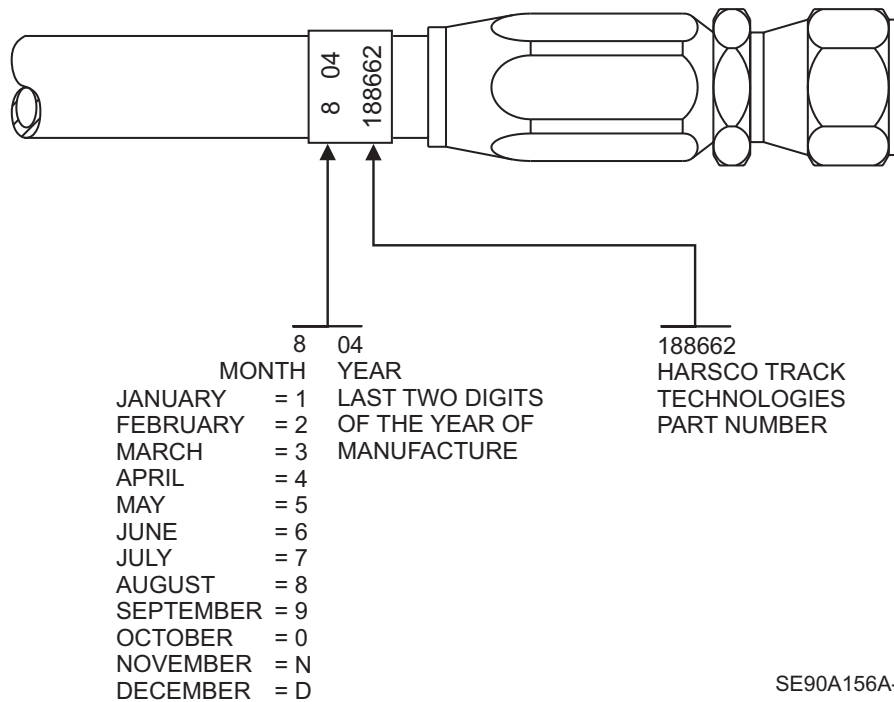 8 04
188662
8 04
MONTH YEAR
JANUARY = 1 LAST TWO DIGITS
FEBRUARY = 2 OF THE YEAR OF
MARCH = 3 MANUFACTURE
APRIL = 4
MAY = 5
JUNE = 6
JULY = 7
AUGUST = 8
SEPTEMBER = 9
OCTOBER = 0
NOVEMBER = N
DECEMBER = D
188662
HARSCO TRACK
TECHNOLOGIES
PART NUMBER
SE90A156A-